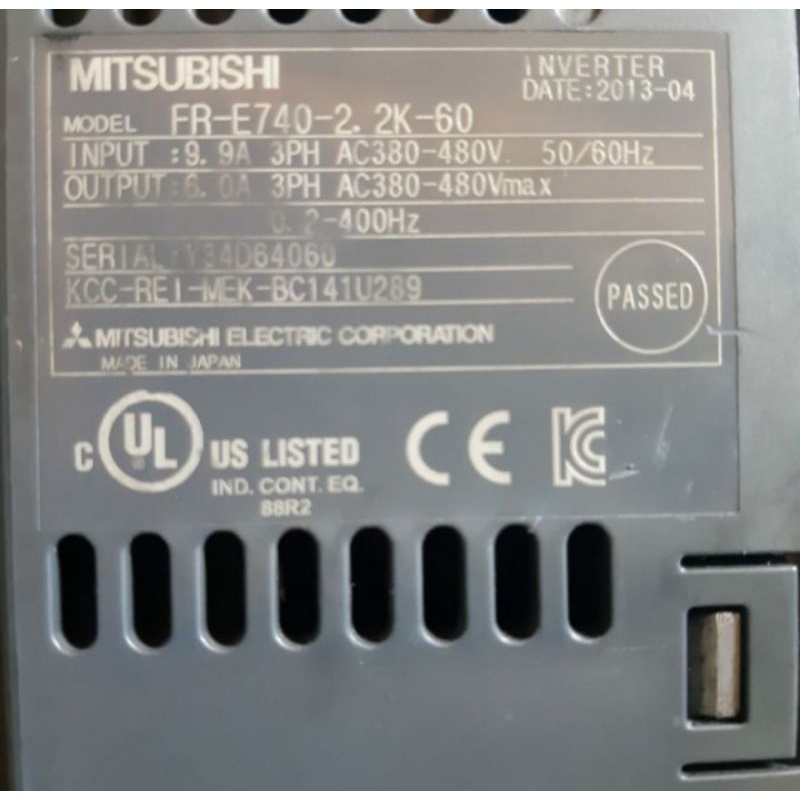 MITSUBISHI
INVERTER
DATE:2013-04
MODEL FR-E740-2.2K-60
INPUT :9.9A 3PH AC380-480V. 50/60Hz
OUTPUT:6.0A 3PH AC380-480Vmax
0.2-400Hz
SERIAL:Y34D64060
KCC-REI-MEK-BC141U289
PASSED
MITSUBISHI ELECTRIC CORPORATION
MADE IN JAPAN
C UL® US LISTED
IND. CONT. EQ.
88R2
CE
KC